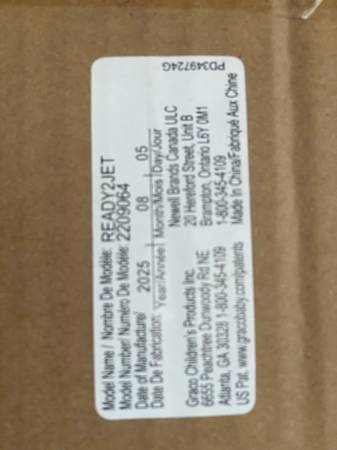 Model Name / Nombre De Modèle: READY2JET
Model Number/ Numéro De Modèle: 2209064
Date of Manufacture/ 2025 08 05
Date De Fabrication: Year/Année Month/Mois Day/Jour
Graco Children's Products Inc.
6655 Peachtree Dunwoody Rd NE
Atlanta, GA 30328 1-800-345-4109
US Pat. www.gracobaby.com/patents
Newell Brands Canada ULC
20 Hereford Street, Unit B
Brampton, Ontario L6Y 0M1
1-800-345-4109
Made In China/Fabriqué Aux Chine
PD349724G